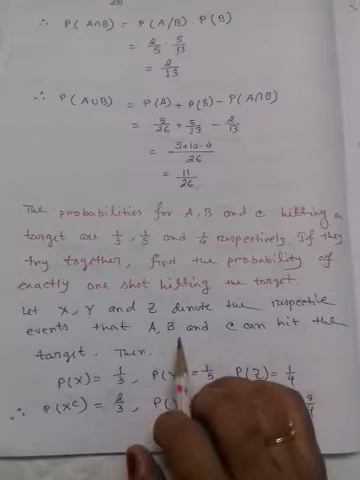 ∴ P(A∩B) = P(A/B) · P(B)
= 2/5 · 5/13
= 2/13
∴ P(A∪B) = P(A) + P(B) - P(A∩B)
= 5/26 + 5/13 - 2/13
= 5+10-4/26
= 11/26
The probabilities for A, B and C hitting a
target are 1/3, 1/5 and 1/4 respectively. If they
try together, find the probability of
exactly one shot hitting the target.
Let X, Y and Z denote the respective
events that A, B and C can hit the
target. Then.
P(X) = 1/3, P(Y) = 1/5 P(Z) = 1/4
∴ P(Xᶜ) = 2/3, P( 3/4